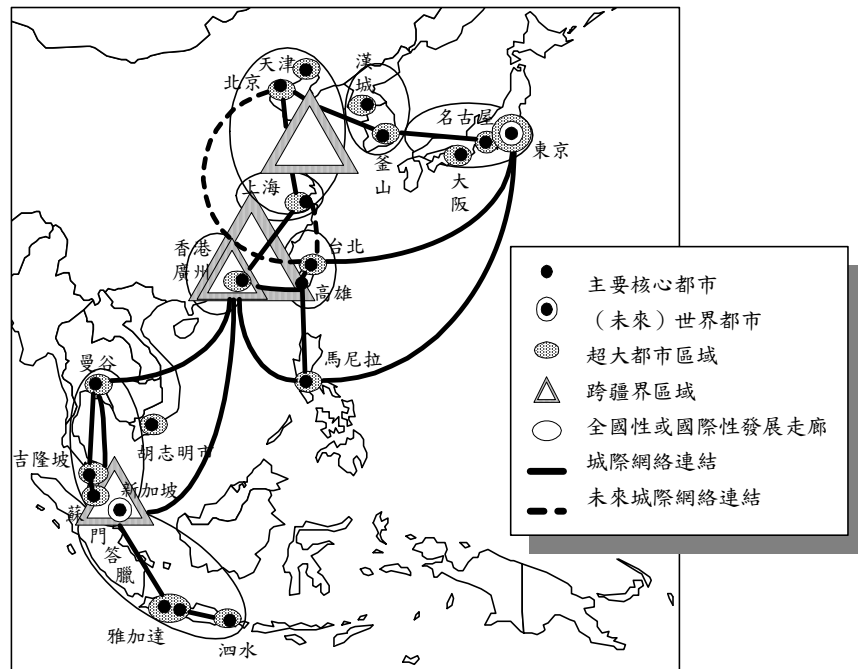 天津
北京
漢城
名古屋
東京
釜山
大阪
上海
香港
廣州
台北
高雄
馬尼拉
曼谷
胡志明市
吉隆坡
新加坡
蘇門答臘
雅加達
泗水
主要核心都市
（未來）世界都市
超大都市區域
跨疆界區域
全國性或國際性發展走廊
城際網絡連結
未來城際網絡連結